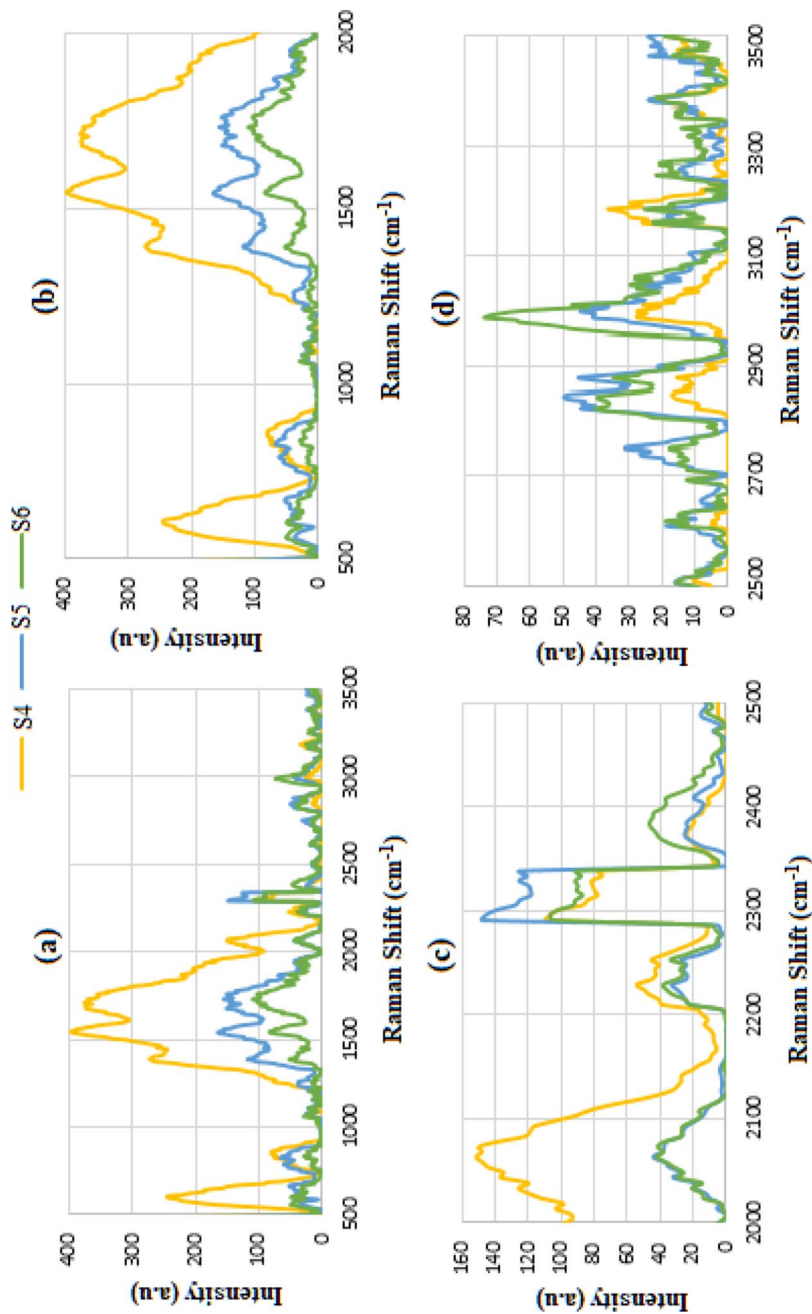 S4 S5 S6
(a)
Intensity (a.u)
400
300
200
100
0
500 1000 1500 2000 2500 3000 3500
Raman Shift (cm⁻¹)
(b)
Intensity (a.u)
400
300
200
100
0
500 1000 1500 2000
Raman Shift (cm⁻¹)
(c)
Intensity (a.u)
160
140
120
100
80
60
40
20
0
2000 2100 2200 2300 2400 2500
Raman Shift (cm⁻¹)
(d)
Intensity (a.u)
80
70
60
50
40
30
20
10
0
2500 2700 2900 3100 3300 3500
Raman Shift (cm⁻¹)